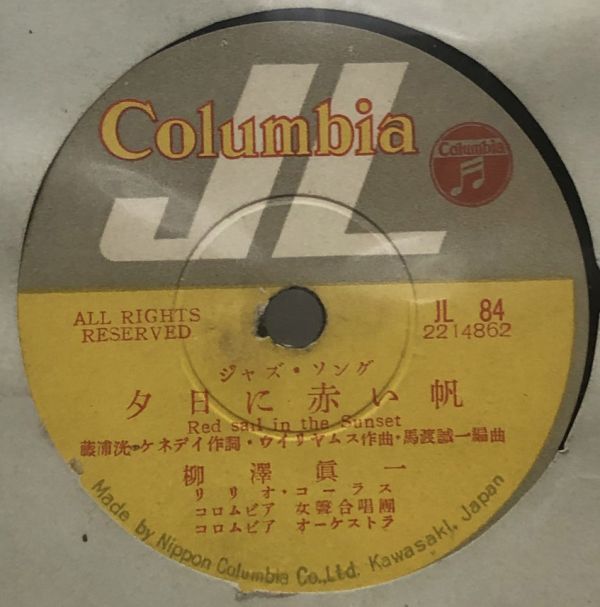 JL
Columbia
Columbia
ALL RIGHTS
RESERVED
JL 84
2214862
ジャズ・ソング
夕日に赤い帆
Red sail in the Sunset
藤浦洸・ケネデイ作詞・ウイリヤムス作曲・馬渡誠一編曲
柳澤眞一
リリオ・コーラス
コロムビア 女聲合唱團
コロムビア オーケストラ
Made by Nippon Columbia Co., Ltd. Kawasaki, Japan